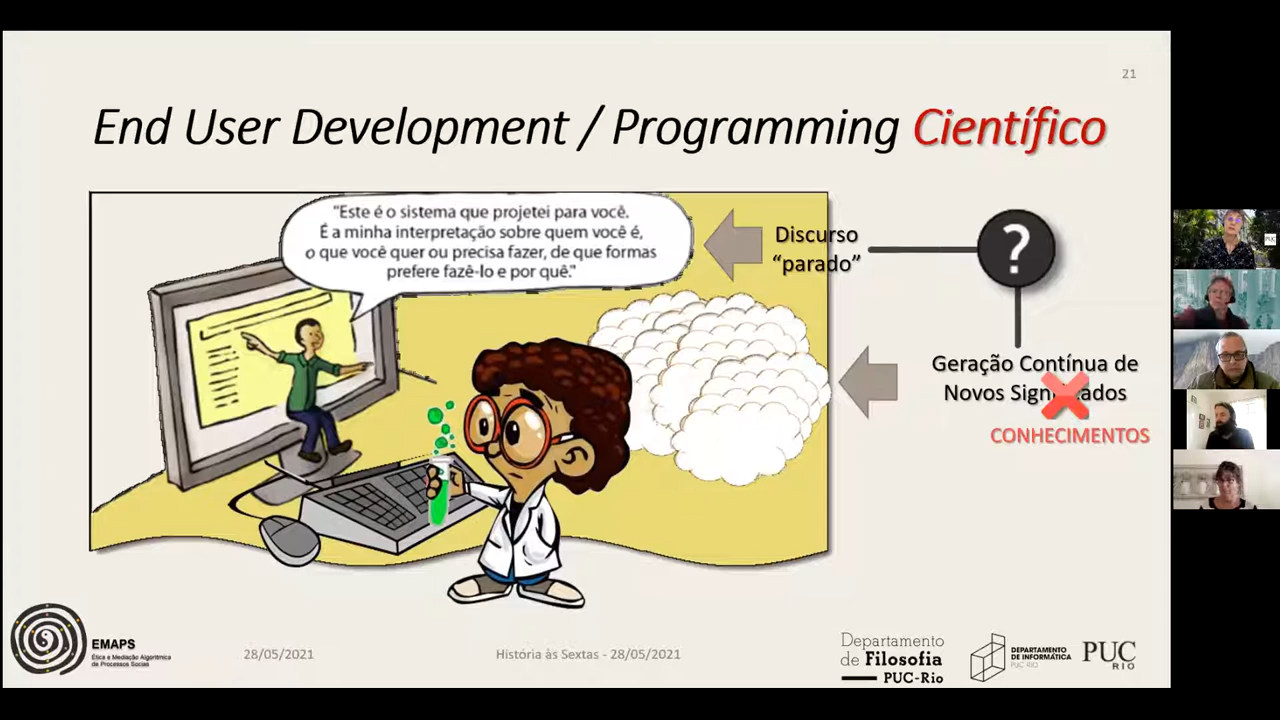 21
End User Development / Programming Científico
"Este é o sistema que projetei para você.
É a minha interpretação sobre quem você é,
o que você quer ou precisa fazer, de que formas
prefere fazê-lo e por quê."
Discurso
“parado”
?
Geração Contínua de
Novos Significados
CONHECIMENTOS
EMAPS
Ética e Mediação Algorítmica
de Processos Sociais
28/05/2021
História às Sextas - 28/05/2021
Departamento
de Filosofia
PUC-Rio
DEPARTAMENTO
DE INFORMÁTICA
PUC-RIO
PUC
RIO
PUC